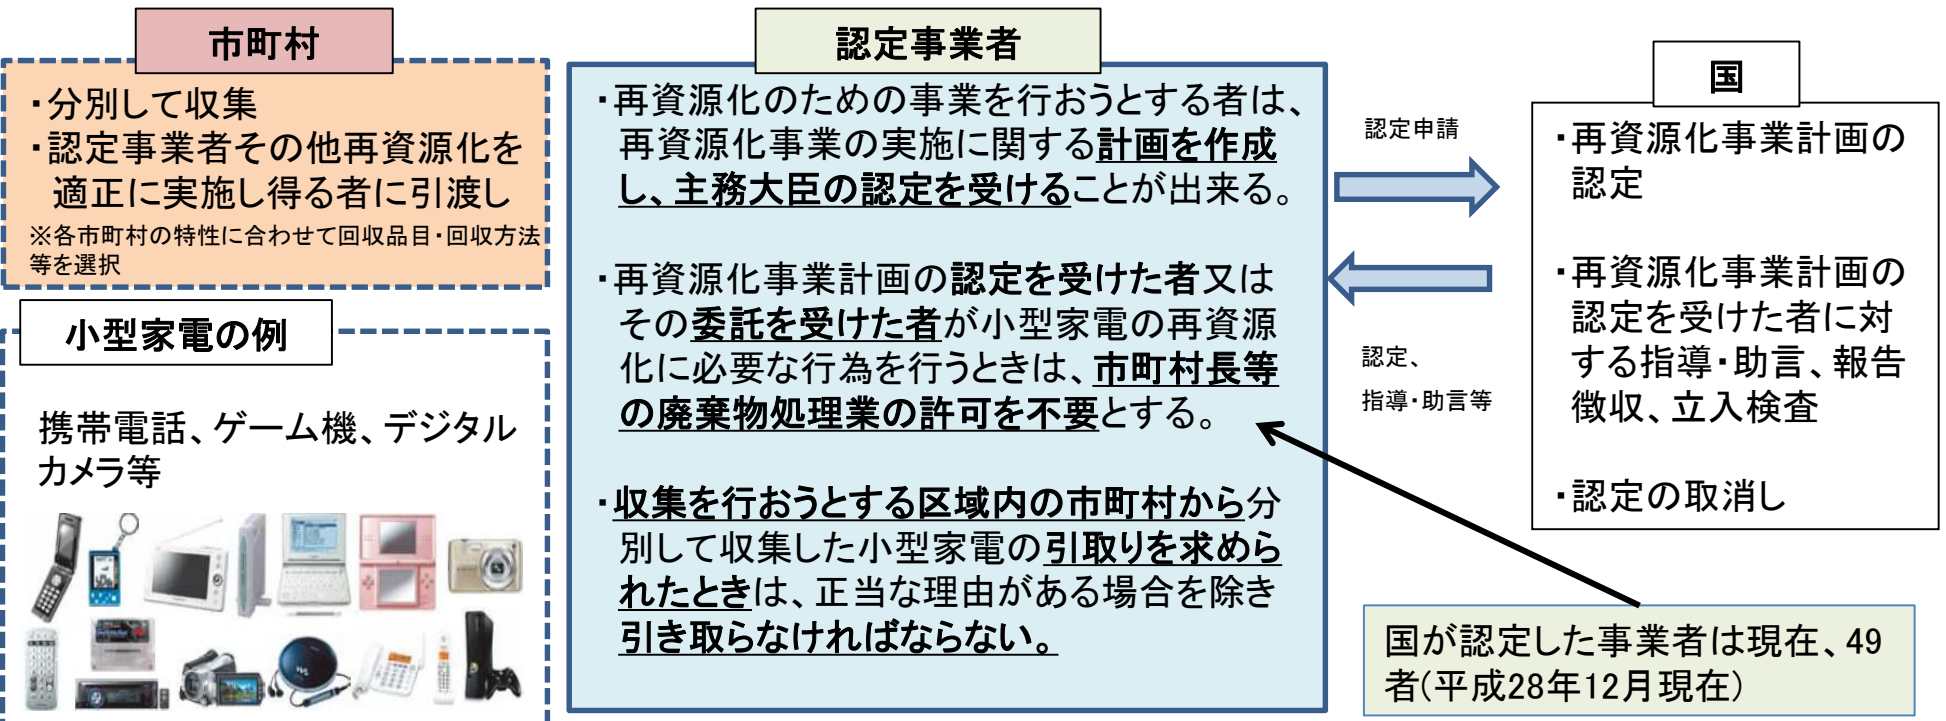 市町村
・分別して収集
・認定事業者その他再資源化を
適正に実施し得る者に引渡し
※各市町村の特性に合わせて回収品目・回収方法
等を選択
小型家電の例
携帯電話、ゲーム機、デジタル
カメラ等
認定事業者
・再資源化のための事業を行おうとする者は、
再資源化事業の実施に関する計画を作成
し、主務大臣の認定を受けることが出来る。
・再資源化事業計画の認定を受けた者又は
その委託を受けた者が小型家電の再資源
化に必要な行為を行うときは、市町村長等
の廃棄物処理業の許可を不要とする。
・収集を行おうとする区域内の市町村から分
別して収集した小型家電の引取りを求めら
れたときは、正当な理由がある場合を除き
引き取らなければならない。
認定申請
認定、
指導・助言等
国
・再資源化事業計画の
認定
・再資源化事業計画の
認定を受けた者に対
する指導・助言、報告
徴収、立入検査
・認定の取消し
国が認定した事業者は現在、49
者(平成28年12月現在)